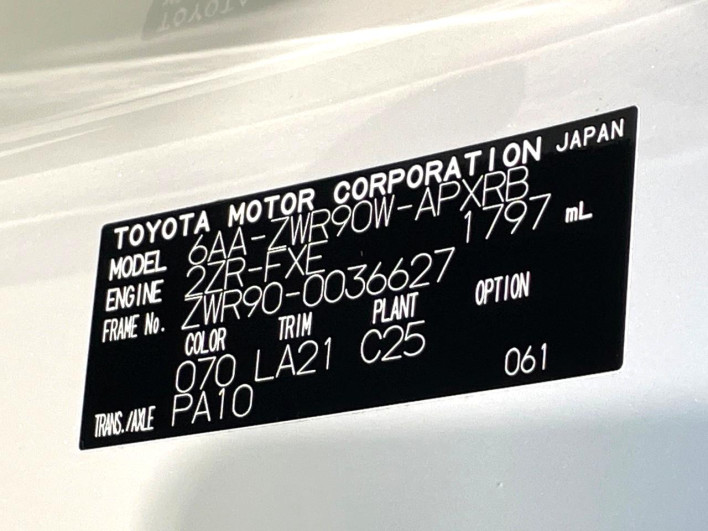 TOYOTA MOTOR CORPORATION JAPAN
MODEL 6AA-ZWR90W-APXRB
ENGINE 2ZR-FXE 1797 mL
FRAME No. ZWR90-0036627
COLOR TRIM PLANT OPTION
070 LA21 C25
TRANS./AXLE PA10 061